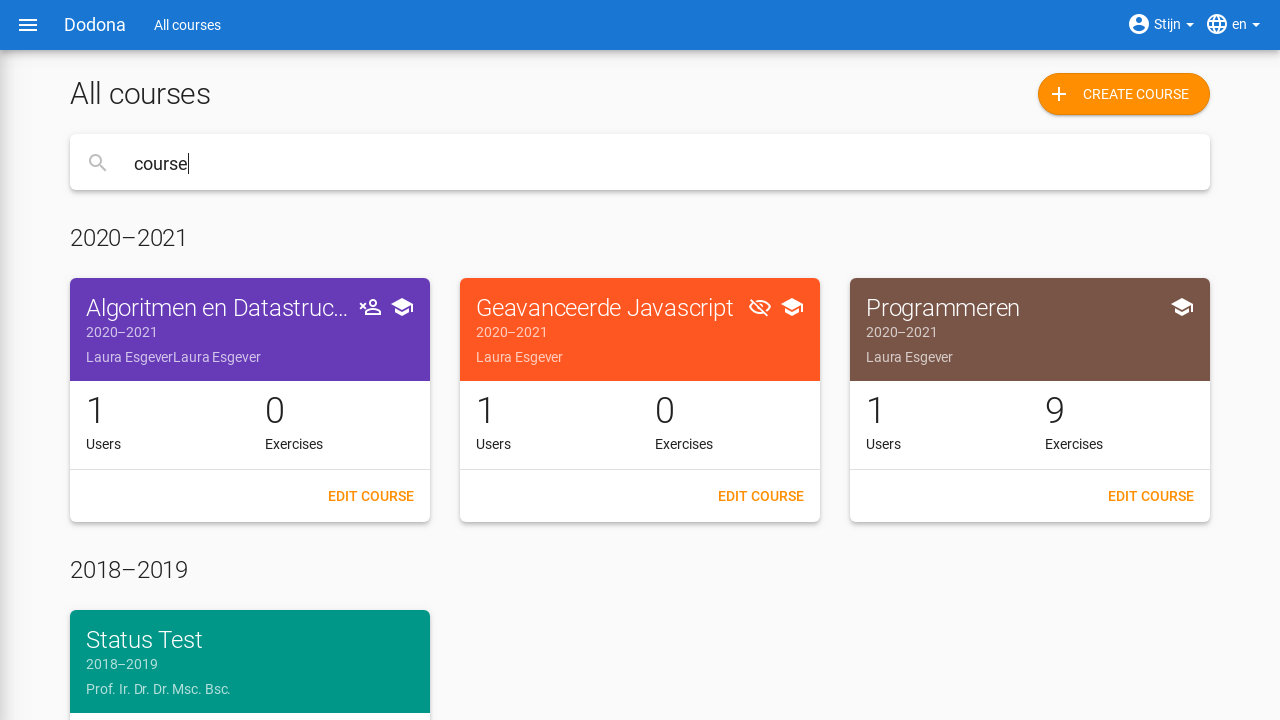 Dodona All courses Stijn en
All courses
CREATE COURSE
course
2020–2021
Algoritmen en Datastruc...
2020–2021
Laura EsgeverLaura Esgever
1 0
Users Exercises
EDIT COURSE
Geavanceerde Javascript
2020–2021
Laura Esgever
1 0
Users Exercises
EDIT COURSE
Programmeren
2020–2021
Laura Esgever
1 9
Users Exercises
EDIT COURSE
2018–2019
Status Test
2018–2019
Prof. Ir. Dr. Dr. Msc. Bsc.